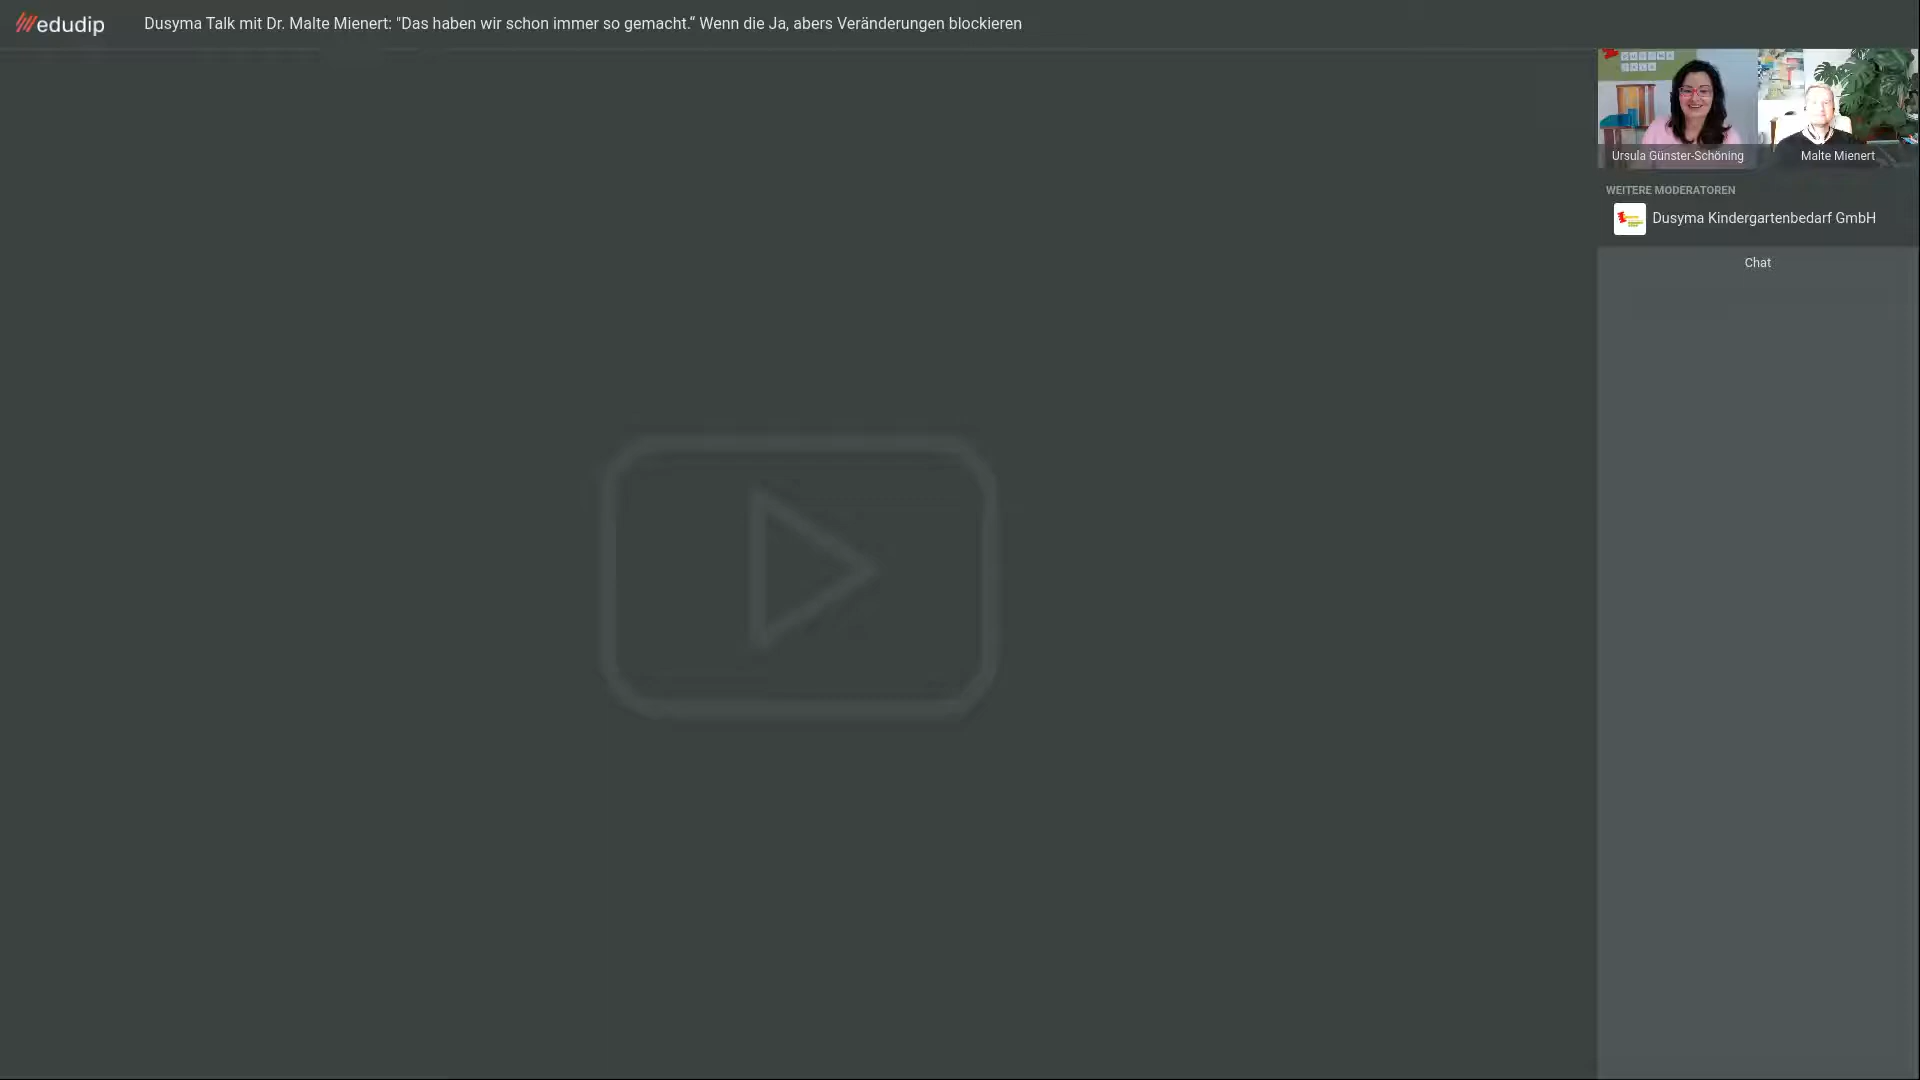 edudip
Dusyma Talk mit Dr. Malte Mienert: "Das haben wir schon immer so gemacht.“ Wenn die Ja, abers Veränderungen blockieren
Ursula Günster-Schöning
Malte Mienert
WEITERE MODERATOREN
Dusyma Kindergartenbedarf GmbH
Chat